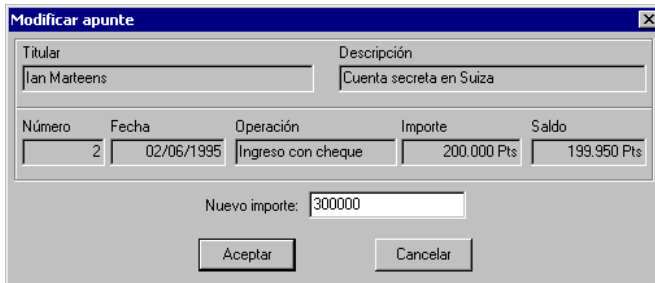 Modificar apunte
Titular Descripción
Ian Marteens Cuenta secreta en Suiza
Número Fecha Operación Importe Saldo
2 02/06/1995 Ingreso con cheque 200.000 Pts 199.950 Pts
Nuevo importe: 300000
Aceptar Cancelar